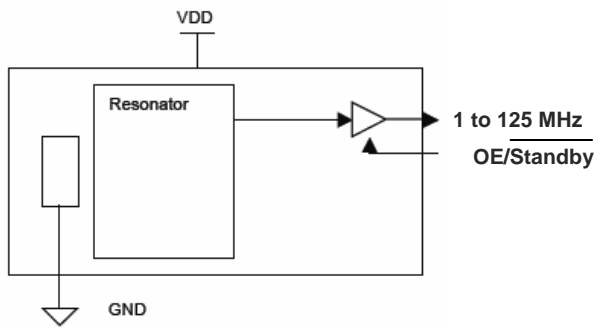 VDD
Resonator
1 to 125 MHz
OE/Standby
GND